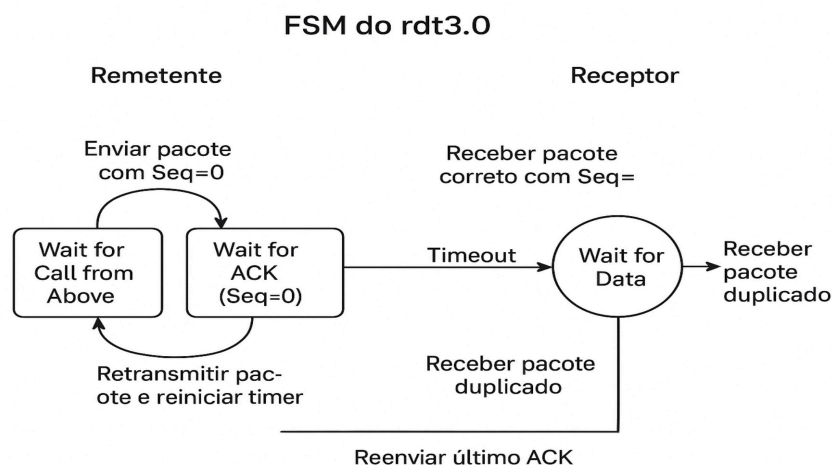 FSM do rdt3.0
Remetente
Receptor
Enviar pacote
com Seq=0
Receber pacote
correto com Seq=
Wait for
Call from
Above
Wait for
ACK
(Seq=0)
Timeout
Wait for
Data
Receber
pacote
duplicado
Retransmitir pac-
ote e reiniciar timer
Receber pacote
duplicado
Reenviar último ACK